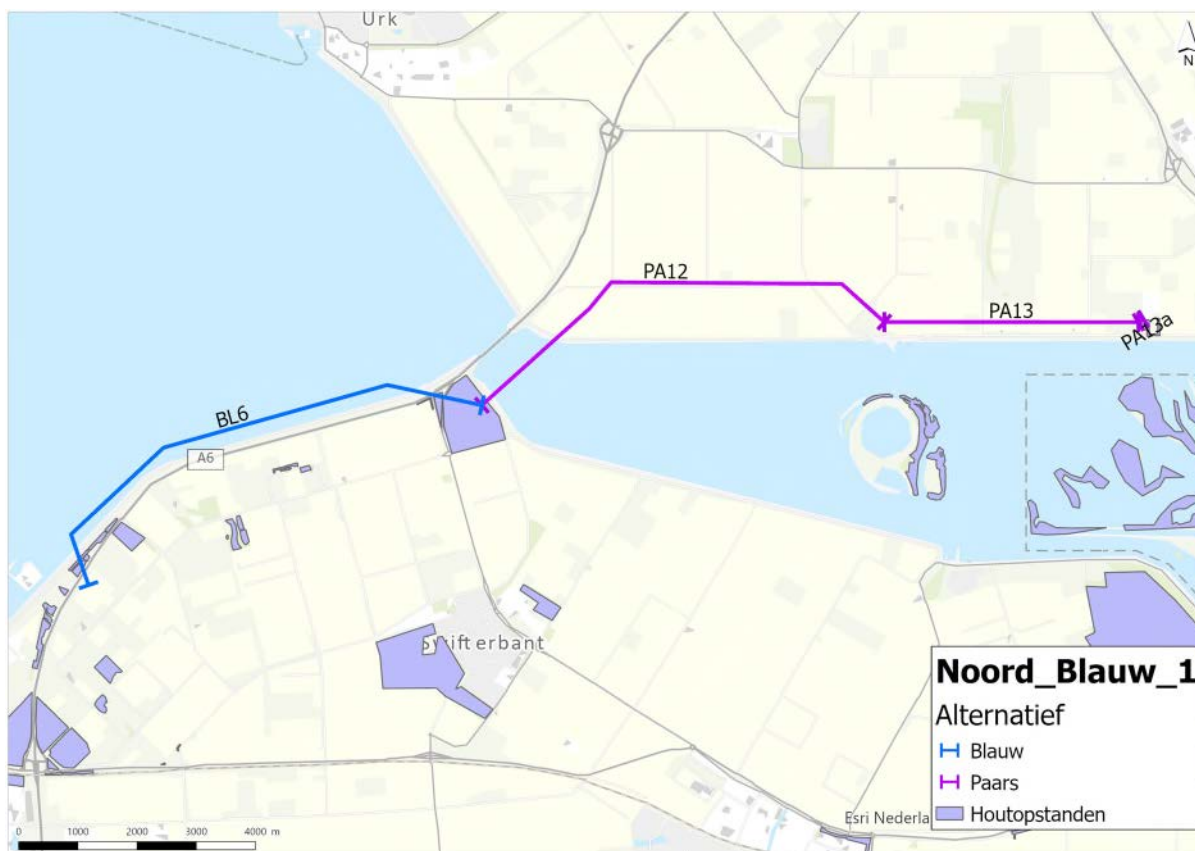 Urk
N
PA12
PA13
PA13a
BL6
A6
Swifterbant
Noord_Blauw_1
Alternatief
Blauw
Paars
Houtopstanden
Esri Nederla
0 1000 2000 3000 4000 m